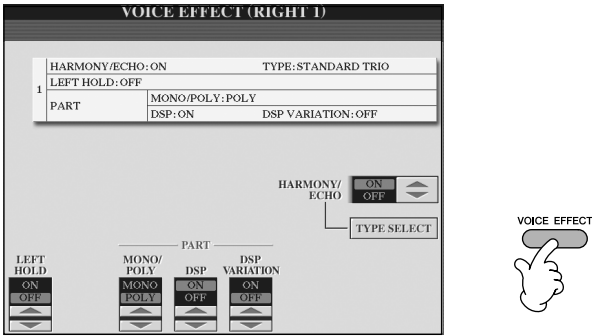 VOICE EFFECT (RIGHT 1)
HARMONY/ECHO:ON TYPE:STANDARD TRIO
1
LEFT HOLD:OFF
PART
MONO/POLY:POLY
DSP:ON DSP VARIATION:OFF
HARMONY/
ECHO
ON
OFF
TYPE SELECT
VOICE EFFECT
PART
LEFT
HOLD
MONO/
POLY
DSP
DSP
VARIATION
ON
OFF
MONO
POLY
ON
OFF
ON
OFF